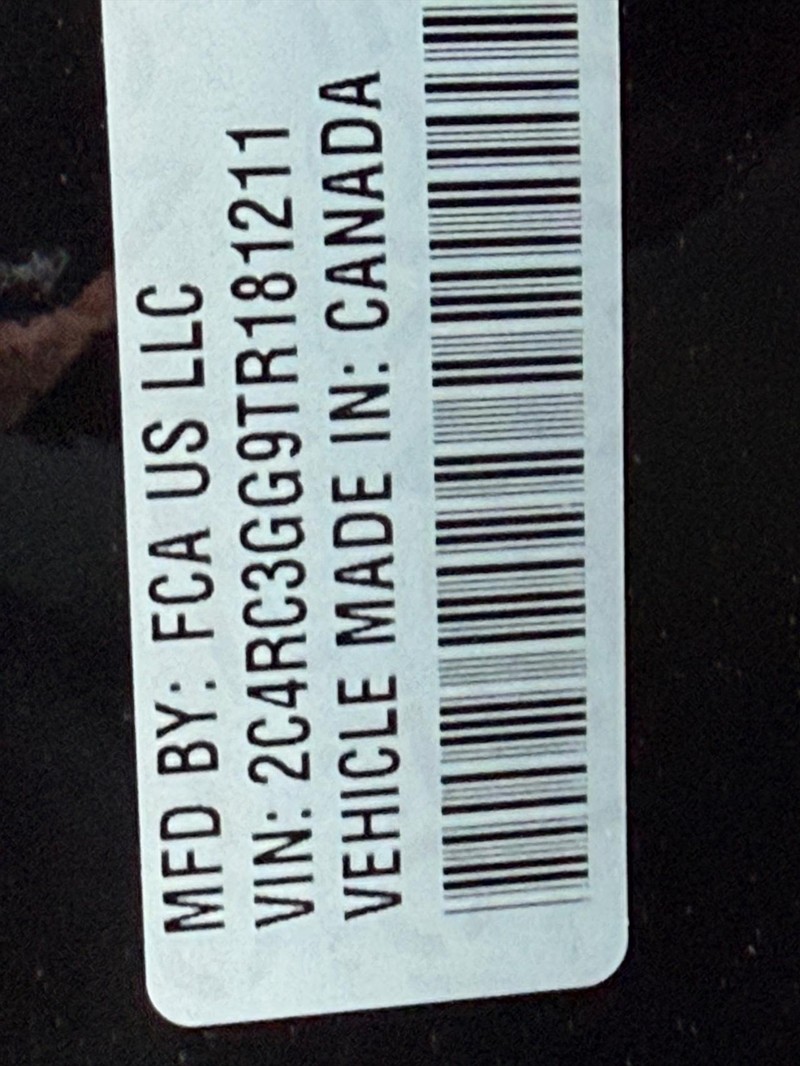 MFD BY: FCA US LLC
VIN: 2C4RC3GG9TR181211
VEHICLE MADE IN: CANADA